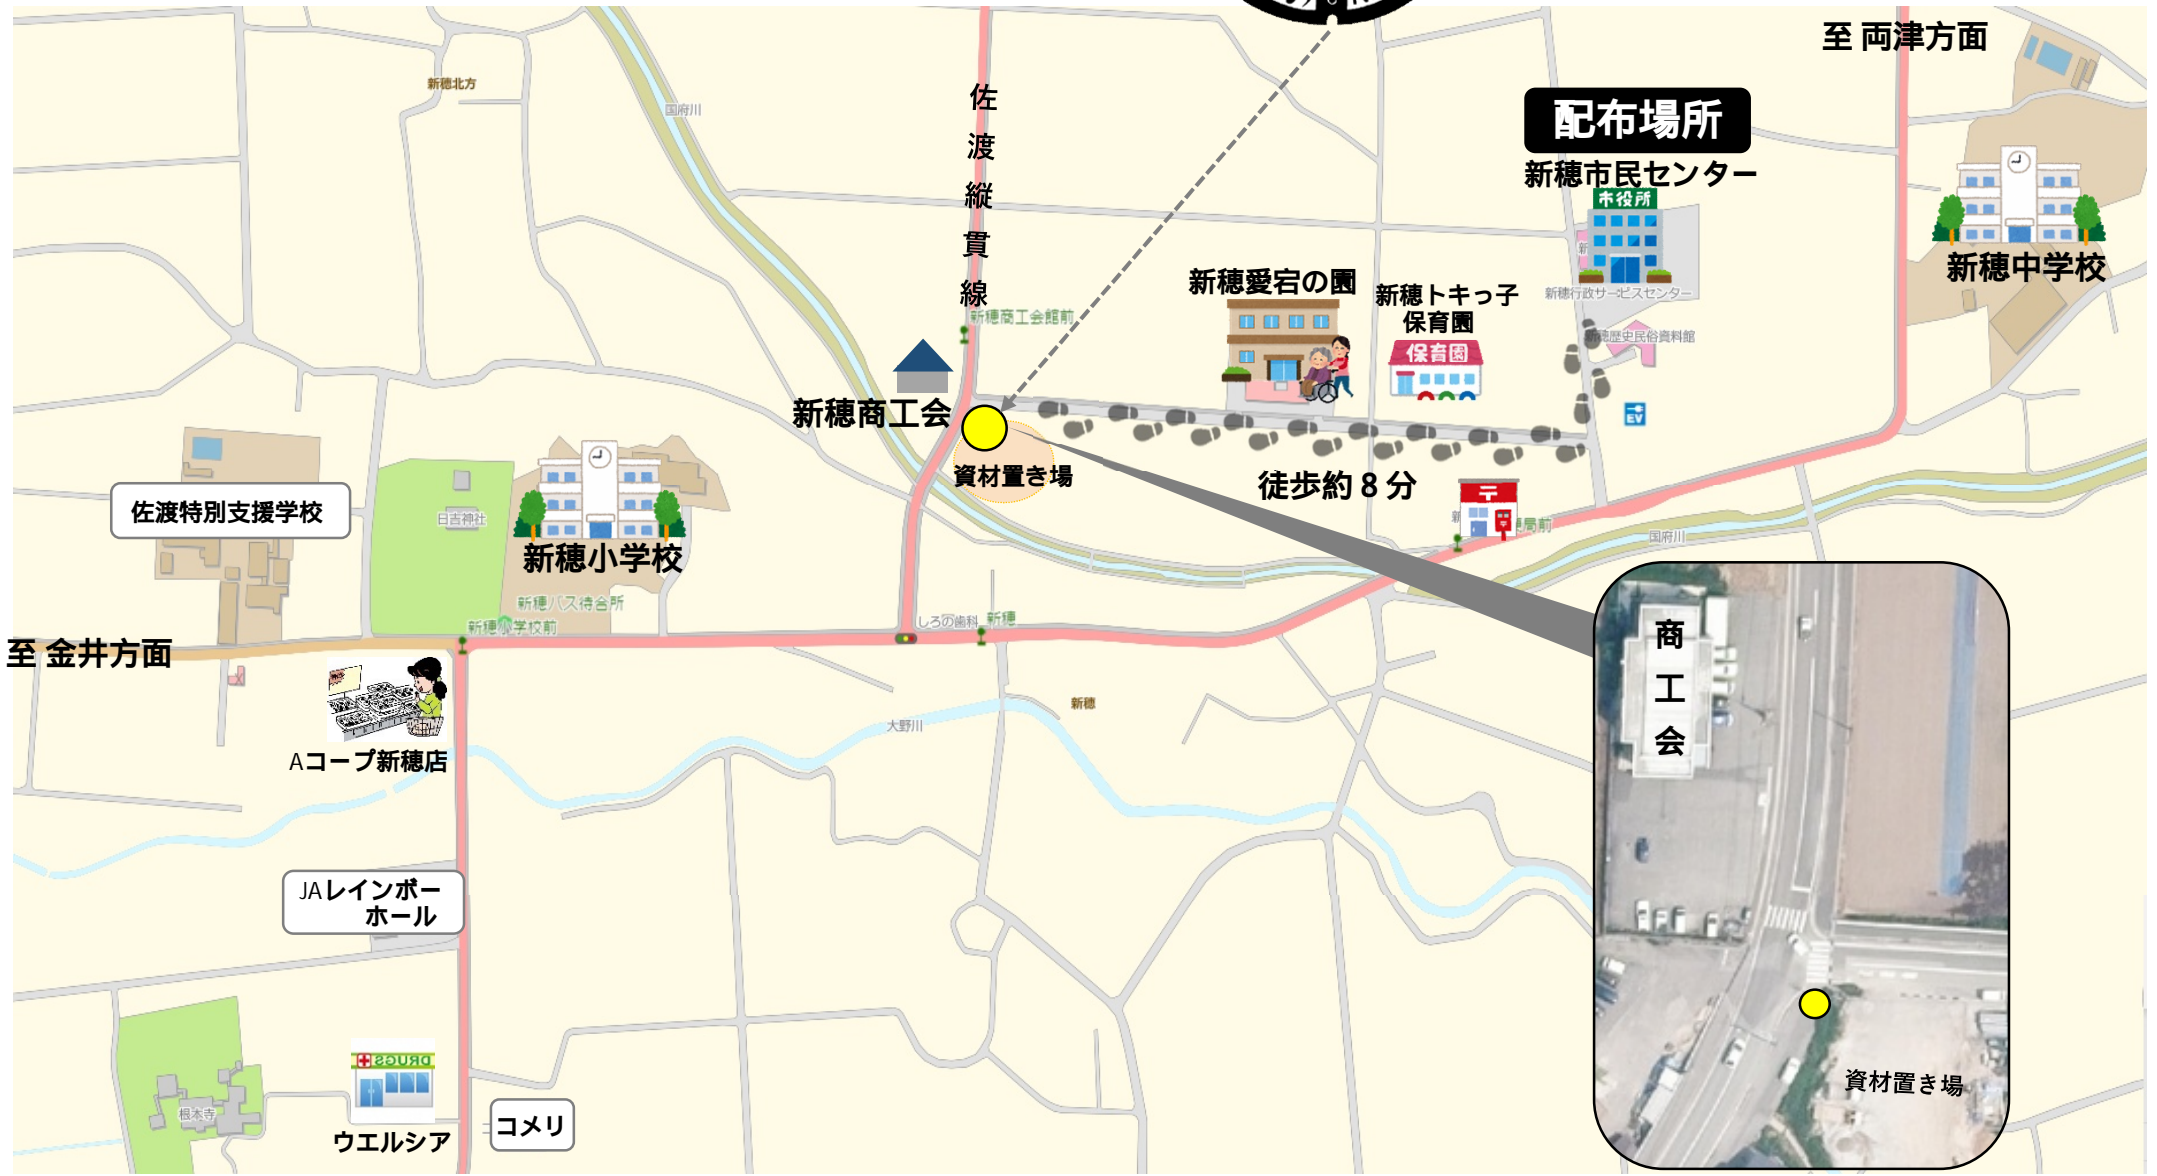 至 両津方面
新穂北方
国府川
佐渡縦貫線
配布場所
新穂市民センター
市役所
新穂中学校
新穂愛宕の園
新穂トキっ子
保育園
保育園
新穂行政サービスセンター
新穂商工会館前
新穂歴史民俗資料館
新穂商工会
EV
資材置き場
徒歩約8分
佐渡特別支援学校
日吉神社
新穂小学校
〒
局前
国府川
新穂バス待合所
新穂小学校前
しろの歯科
新穂
至 金井方面
商工会
新穂
大野川
Aコープ新穂店
JAレインボー
ホール
DRUGS
資材置き場
根本寺
ウエルシア
コメリ